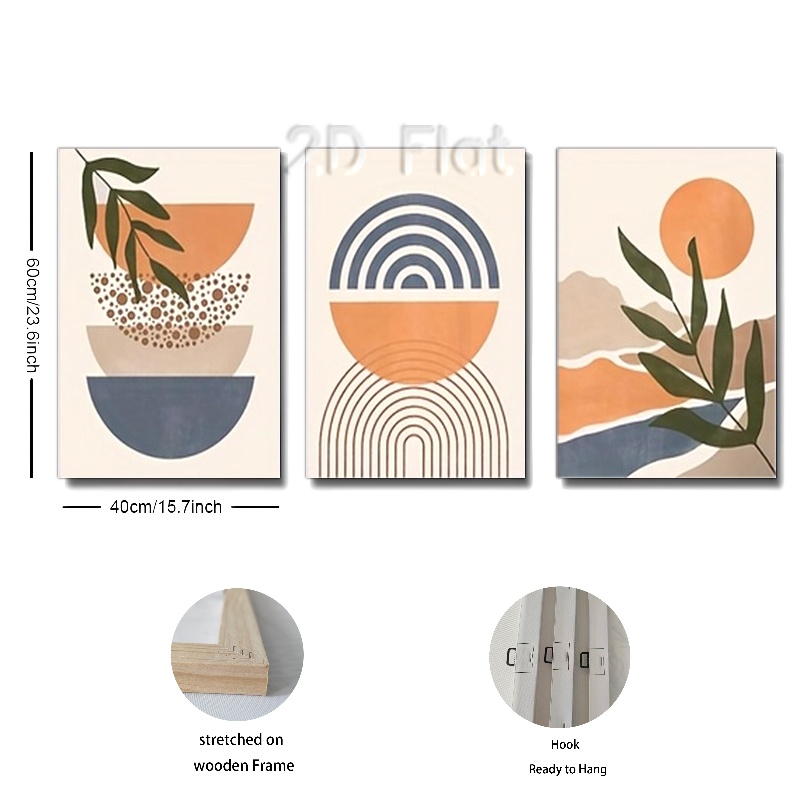 2D Flat
60cm/23.6inch
40cm/15.7inch
stretched on
wooden Frame
Hook
Ready to Hang